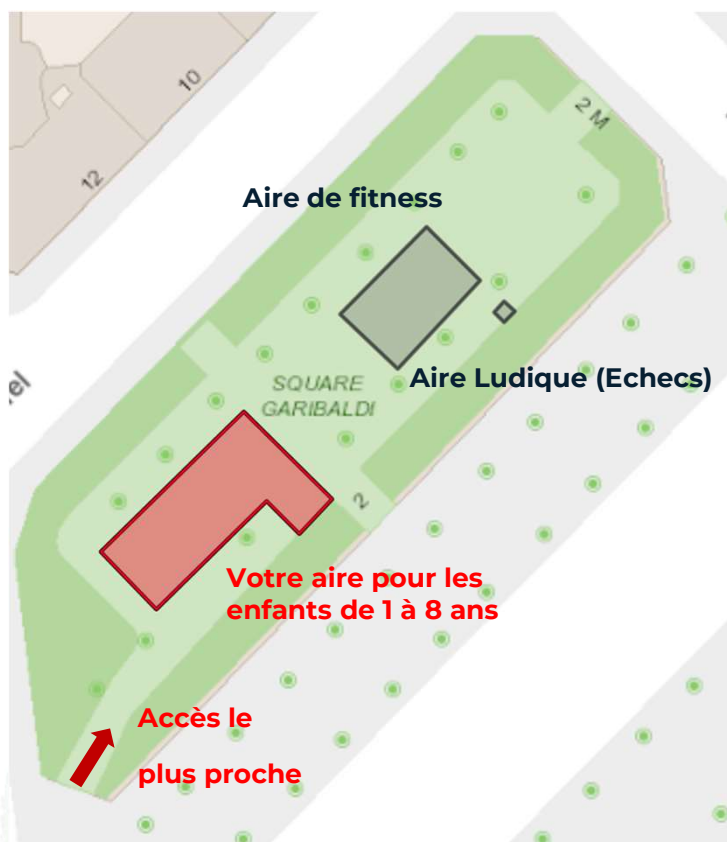 10
2 M
12
Aire de fitness
el
SQUARE
GARIBALDI
Aire Ludique (Echecs)
2
Votre aire pour les
enfants de 1 à 8 ans
Accès le
plus proche